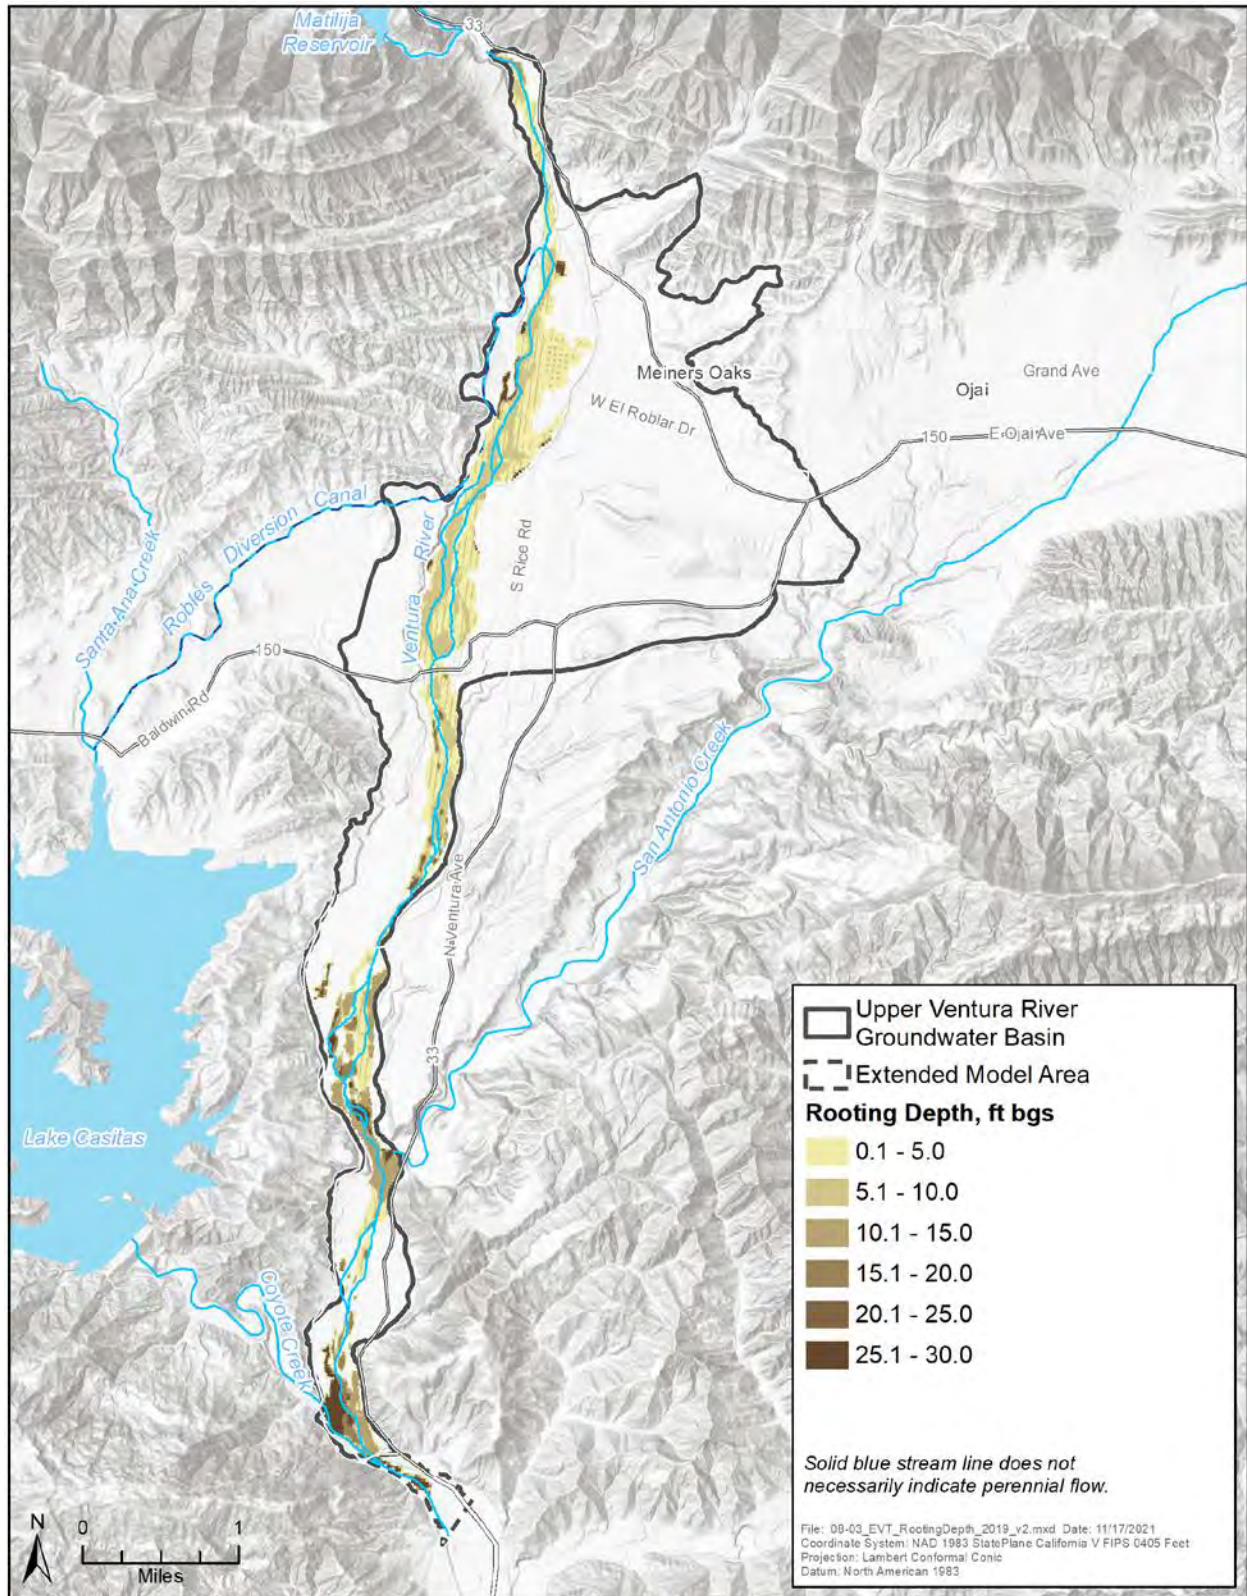 Matilija
Reservoir
33
Meiners Oaks
Ojai
Grand Ave
W El Roblar Dr
150
E Ojai Ave
Santa Ana Creek
Robles Diversion Canal
Ventura River
S Rice Rd
150
Baldwin Rd
San Antonio Creek
N Ventura Ave
33
Lake Casitas
Coyote Creek
Upper Ventura River
Groundwater Basin
Extended Model Area
Rooting Depth, ft bgs
0.1 - 5.0
5.1 - 10.0
10.1 - 15.0
15.1 - 20.0
20.1 - 25.0
25.1 - 30.0
Solid blue stream line does not
necessarily indicate perennial flow.
File: 08-03_EVT_RootingDepth_2019_v2.mxd Date: 11/17/2021
Coordinate System: NAD 1983 StatePlane California V FIPS 0405 Feet
Projection: Lambert Conformal Conic
Datum: North American 1983
N
0 1
Miles